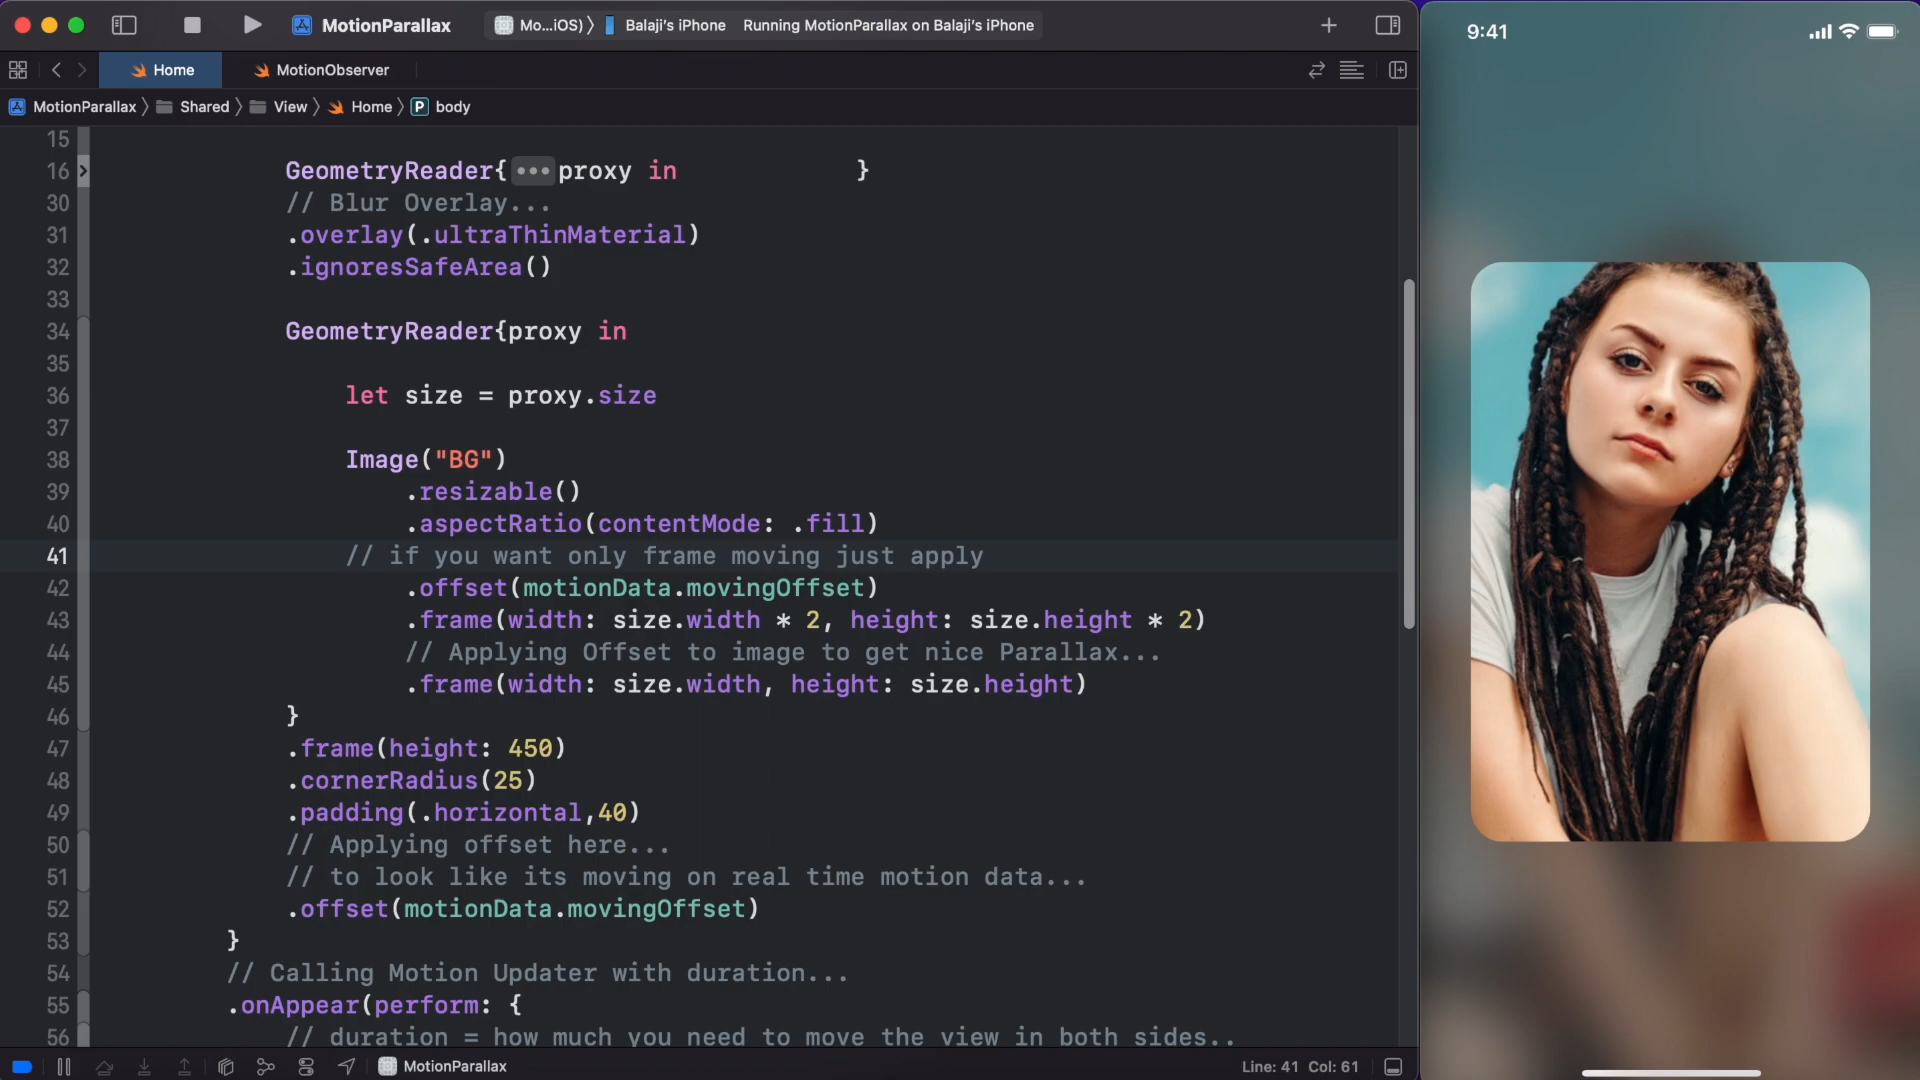 MotionParallax
Mo...iOS) Balaji's iPhone Running MotionParallax on Balaji's iPhone
9:41
Home MotionObserver
MotionParallax Shared View Home P body
15
16 GeometryReader{•••proxy in }
30 // Blur Overlay...
31 .overlay(.ultraThinMaterial)
32 .ignoresSafeArea()
33
34 GeometryReader{proxy in
35
36 let size = proxy.size
37
38 Image("BG")
39 .resizable()
40 .aspectRatio(contentMode: .fill)
41 // if you want only frame moving just apply
42 .offset(motionData.movingOffset)
43 .frame(width: size.width * 2, height: size.height * 2)
44 // Applying Offset to image to get nice Parallax...
45 .frame(width: size.width, height: size.height)
46 }
47 .frame(height: 450)
48 .cornerRadius(25)
49 .padding(.horizontal,40)
50 // Applying offset here...
51 // to look like its moving on real time motion data...
52 .offset(motionData.movingOffset)
53 }
54 // Calling Motion Updater with duration...
55 .onAppear(perform: {
56 // duration = how much you need to move the view in both sides..
MotionParallax
Line: 41 Col: 61